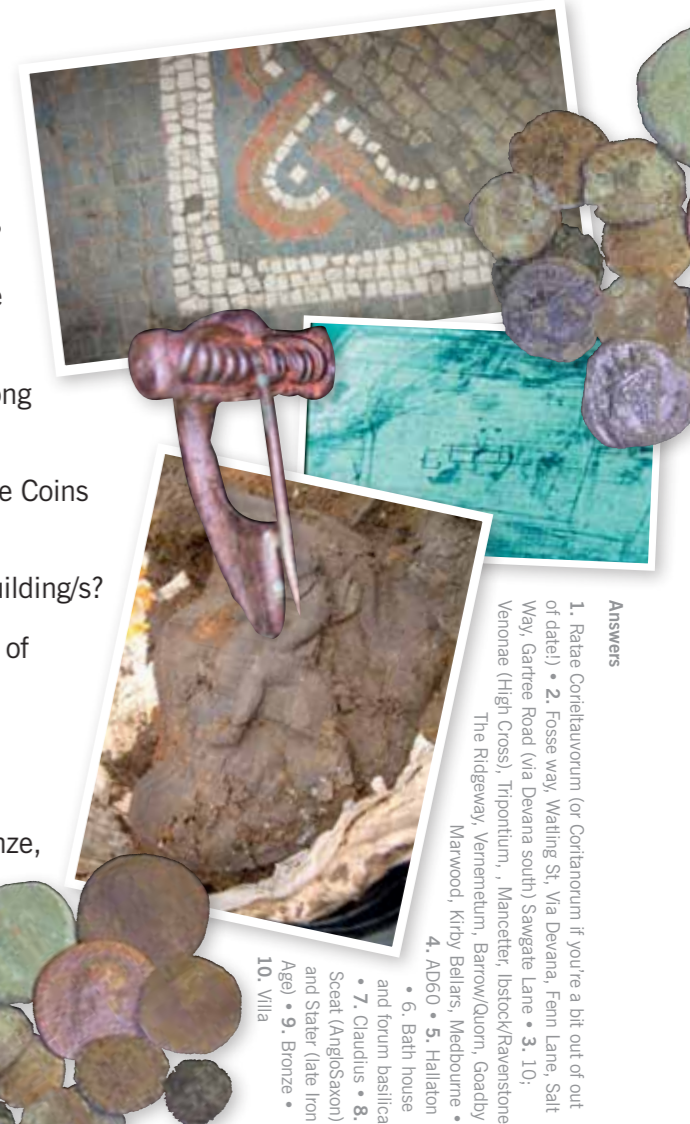 e
ong
e Coins
uilding/s?
of
nze,
Answers
1. Ratae Corieltauvorum (or Coritanorum if you're a bit out of out
of date!) • 2. Fosse way, Watling St, Via Devana, Fenn Lane, Salt
Way, Gartree Road (via Devana south) Sawgate Lane • 3. 10;
Venonae (High Cross), Tripontium, , Mancetter, Ibstock/Ravenstone
The Ridgeway, Vernemetum, Barrow/Quorn, Goadby
Marwood, Kirby Bellars, Medbourne •
4. AD60 • 5. Hallaton
• 6. Bath house
and forum basilica
• 7. Claudius • 8.
Sceat (AngloSaxon)
and Stater (late Iron
Age) • 9. Bronze •
10. Villa